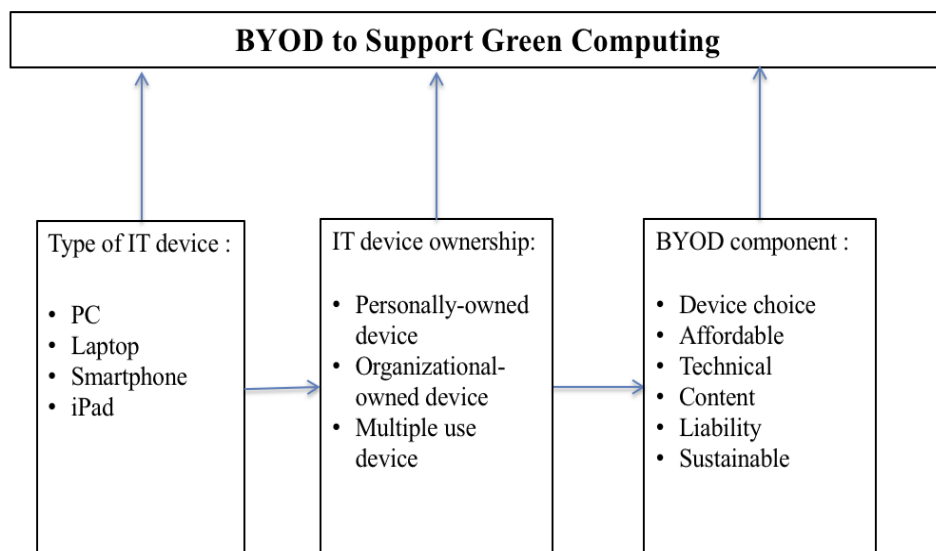 BYOD to Support Green Computing
Type of IT device :
• PC
• Laptop
• Smartphone
• iPad
IT device ownership:
• Personally-owned
device
• Organizational-
owned device
• Multiple use
device
BYOD component :
• Device choice
• Affordable
• Technical
• Content
• Liability
• Sustainable